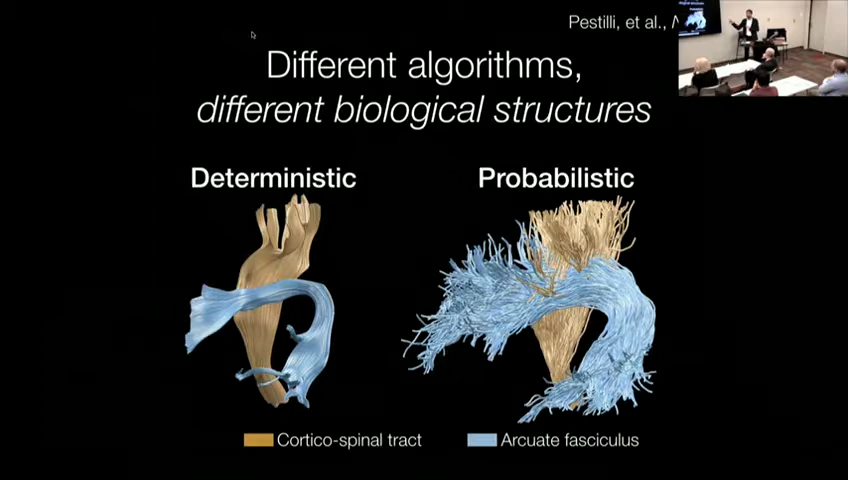 Pestilli, et al.,
Different algorithms,
different biological structures
Deterministic
Probabilistic
Cortico-spinal tract
Arcuate fasciculus